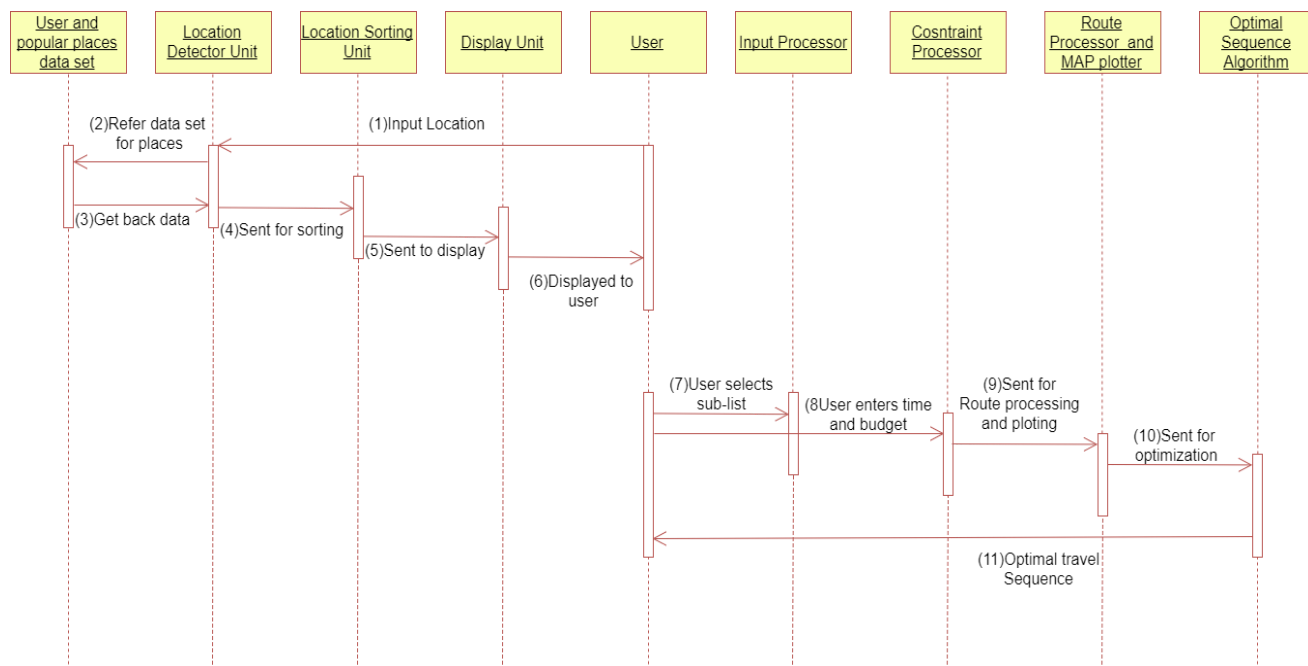 User and
popular places
data set
Location
Detector Unit
Location Sorting
Unit
Display Unit
User
Input Processor
Cosntraint
Processor
Route
Processor and
MAP plotter
Optimal
Sequence
Algorithm
(2)Refer data set
for places
(1)Input Location
(3)Get back data
(4)Sent for sorting
(5)Sent to display
(6)Displayed to
user
(7)User selects
sub-list
(8User enters time
and budget
(9)Sent for
Route processing
and ploting
(10)Sent for
optimization
(11)Optimal travel
Sequence